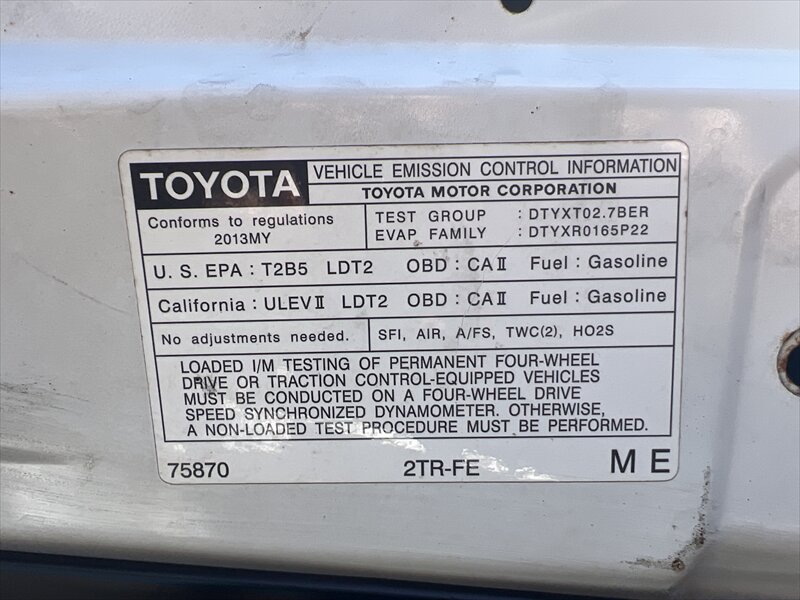 TOYOTA
VEHICLE EMISSION CONTROL INFORMATION
TOYOTA MOTOR CORPORATION
Conforms to regulations
2013MY
TEST GROUP : DTYXT02.7BER
EVAP FAMILY : DTYXR0165P22
U. S. EPA : T2B5 LDT2 OBD : CAⅡ Fuel : Gasoline
California : ULEVⅡ LDT2 OBD : CAⅡ Fuel : Gasoline
No adjustments needed.
SFI, AIR, A/FS, TWC(2), HO2S
LOADED I/M TESTING OF PERMANENT FOUR-WHEEL
DRIVE OR TRACTION CONTROL-EQUIPPED VEHICLES
MUST BE CONDUCTED ON A FOUR-WHEEL DRIVE
SPEED SYNCHRONIZED DYNAMOMETER. OTHERWISE,
A NON-LOADED TEST PROCEDURE MUST BE PERFORMED.
75870 2TR-FE M E